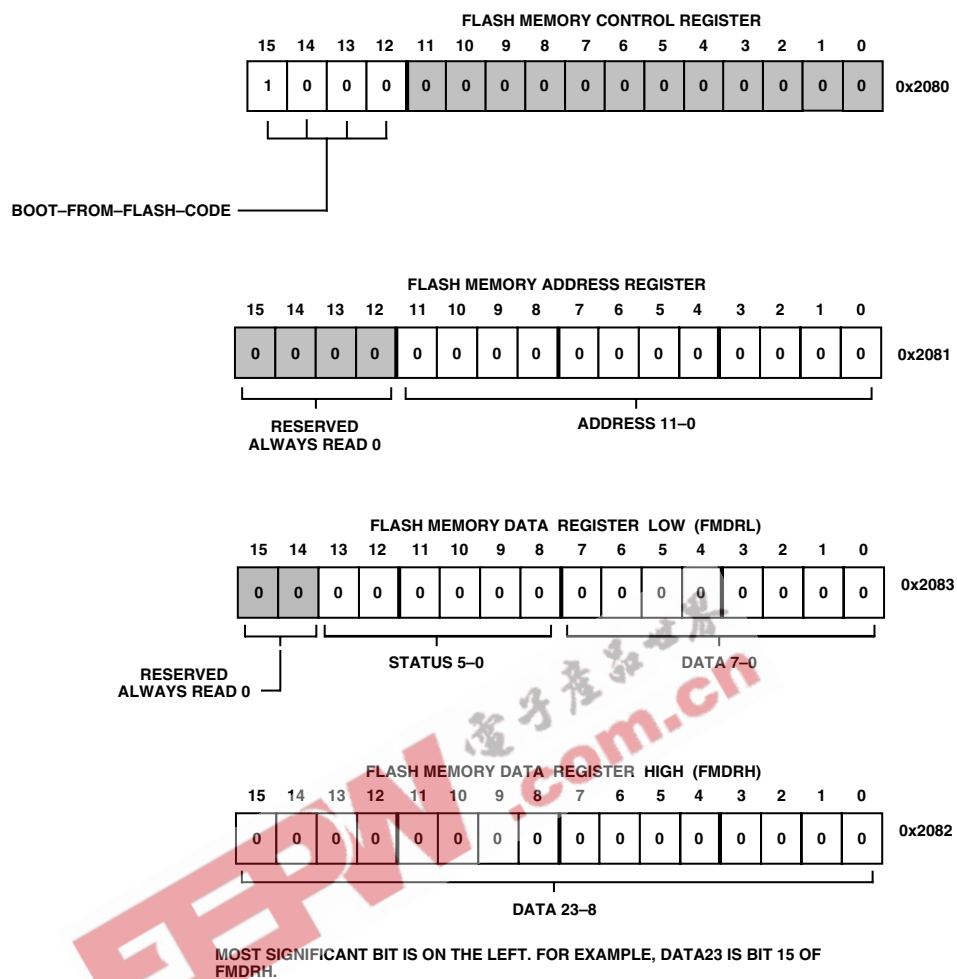 FLASH MEMORY CONTROL REGISTER
15 14 13 12 11 10 9 8 7 6 5 4 3 2 1 0
1 0 0 0 0 0 0 0 0 0 0 0 0 0 0 0 0x2080
BOOT–FROM–FLASH–CODE
FLASH MEMORY ADDRESS REGISTER
15 14 13 12 11 10 9 8 7 6 5 4 3 2 1 0
0 0 0 0 0 0 0 0 0 0 0 0 0 0 0 0 0x2081
RESERVED
ALWAYS READ 0
ADDRESS 11–0
FLASH MEMORY DATA REGISTER LOW (FMDRL)
15 14 13 12 11 10 9 8 7 6 5 4 3 2 1 0
0 0 0 0 0 0 0 0 0 0 0 0 0 0 0 0 0x2083
STATUS 5–0 DATA 7–0
RESERVED
ALWAYS READ 0
FLASH MEMORY DATA REGISTER HIGH (FMDRH)
15 14 13 12 11 10 9 8 7 6 5 4 3 2 1 0
0 0 0 0 0 0 0 0 0 0 0 0 0 0 0 0 0x2082
DATA 23–8
MOST SIGNIFICANT BIT IS ON THE LEFT. FOR EXAMPLE, DATA23 IS BIT 15 OF
FMDRH.
EEPW .com.cn
電子産品世界